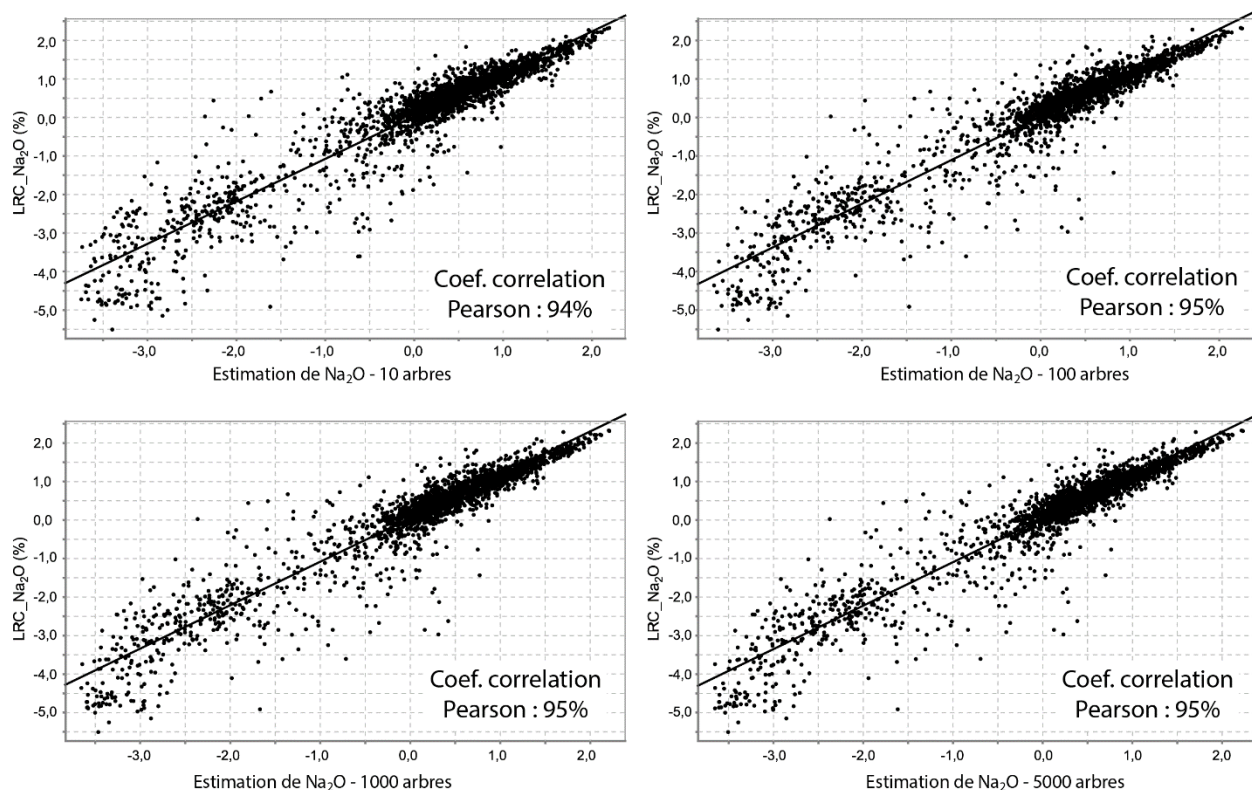 2,0
1,0
0,0
-1,0
-2,0
-3,0
-4,0
-5,0
LRC_Na₂O (%)
Coef. correlation
Pearson : 94%
-3,0 -2,0 -1,0 0,0 1,0 2,0
Estimation de Na₂O - 10 arbres
2,0
1,0
0,0
-1,0
-2,0
-3,0
-4,0
-5,0
LRC_Na₂O (%)
Coef. correlation
Pearson : 95%
-3,0 -2,0 -1,0 0,0 1,0 2,0
Estimation de Na₂O - 100 arbres
2,0
1,0
0,0
-1,0
-2,0
-3,0
-4,0
-5,0
LRC_Na₂O (%)
Coef. correlation
Pearson : 95%
-3,0 -2,0 -1,0 0,0 1,0 2,0
Estimation de Na₂O - 1000 arbres
2,0
1,0
0,0
-1,0
-2,0
-3,0
-4,0
-5,0
LRC_Na₂O (%)
Coef. correlation
Pearson : 95%
-3,0 -2,0 -1,0 0,0 1,0 2,0
Estimation de Na₂O - 5000 arbres